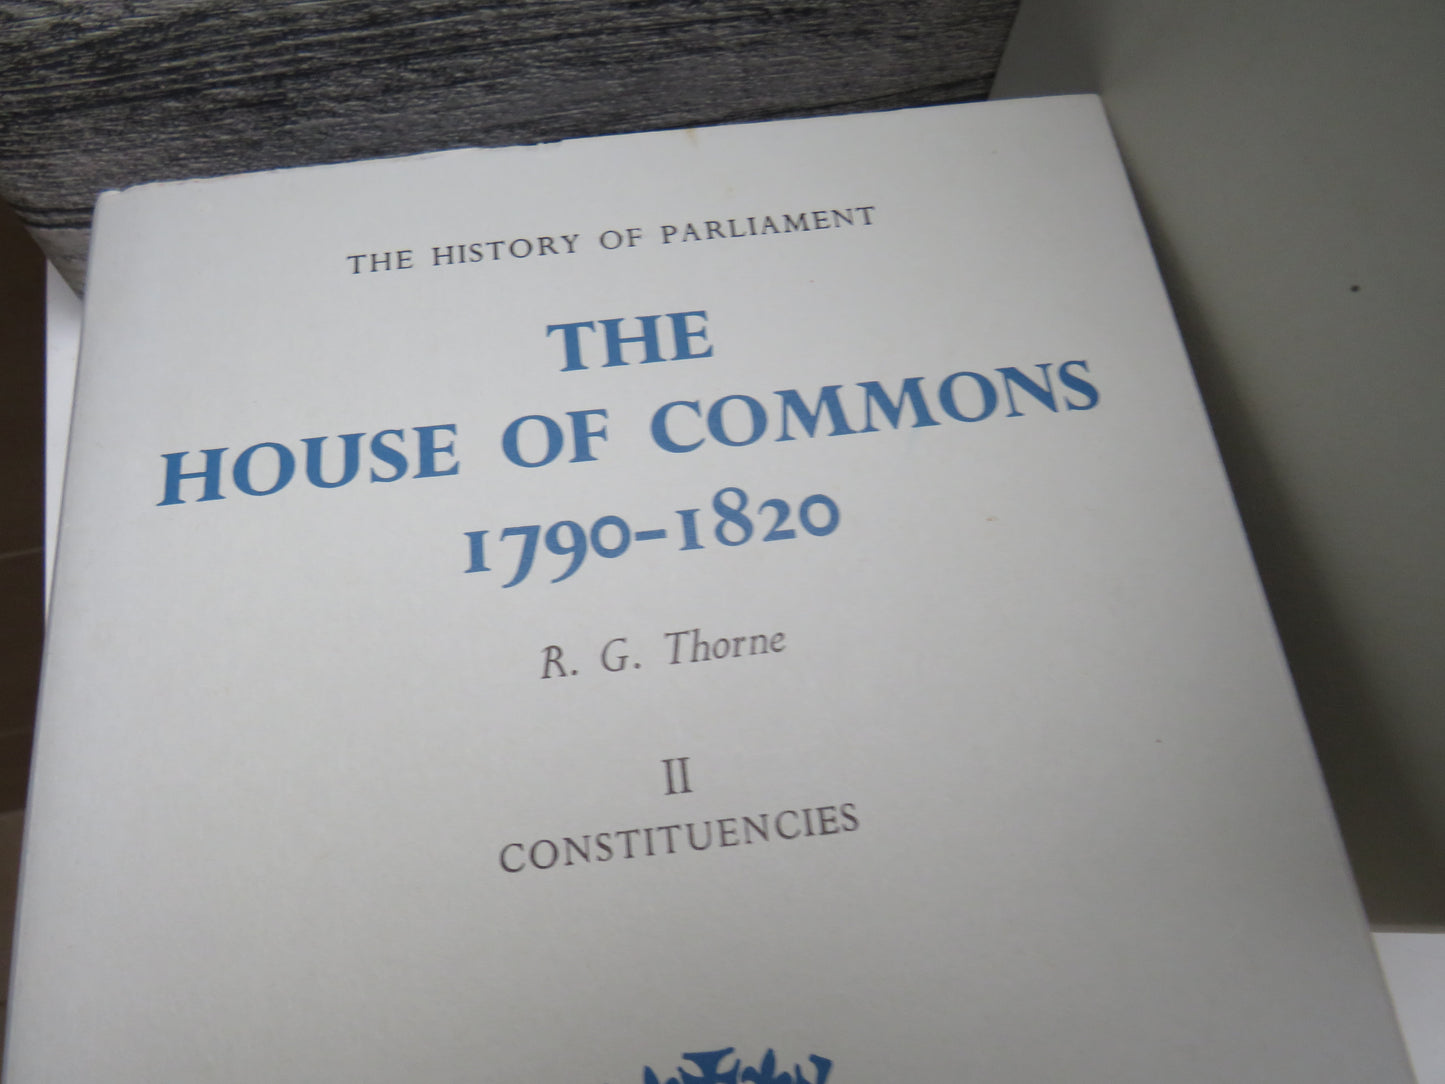 THE HISTORY OF PARLIAMENT
THE
HOUSE OF COMMONS
1790–1820
R. G. Thorne
II
CONSTITUENCIES